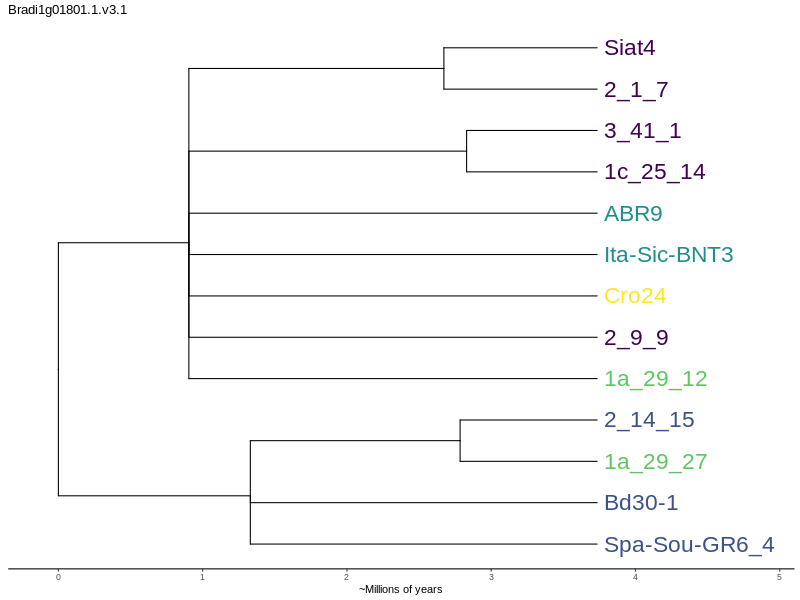 Bradi1g01801.1.v3.1
Siat4
2_1_7
3_41_1
1c_25_14
ABR9
Ita-Sic-BNT3
Cro24
2_9_9
1a_29_12
2_14_15
1a_29_27
Bd30-1
Spa-Sou-GR6_4
0 1 2 3 4 5
~Millions of years